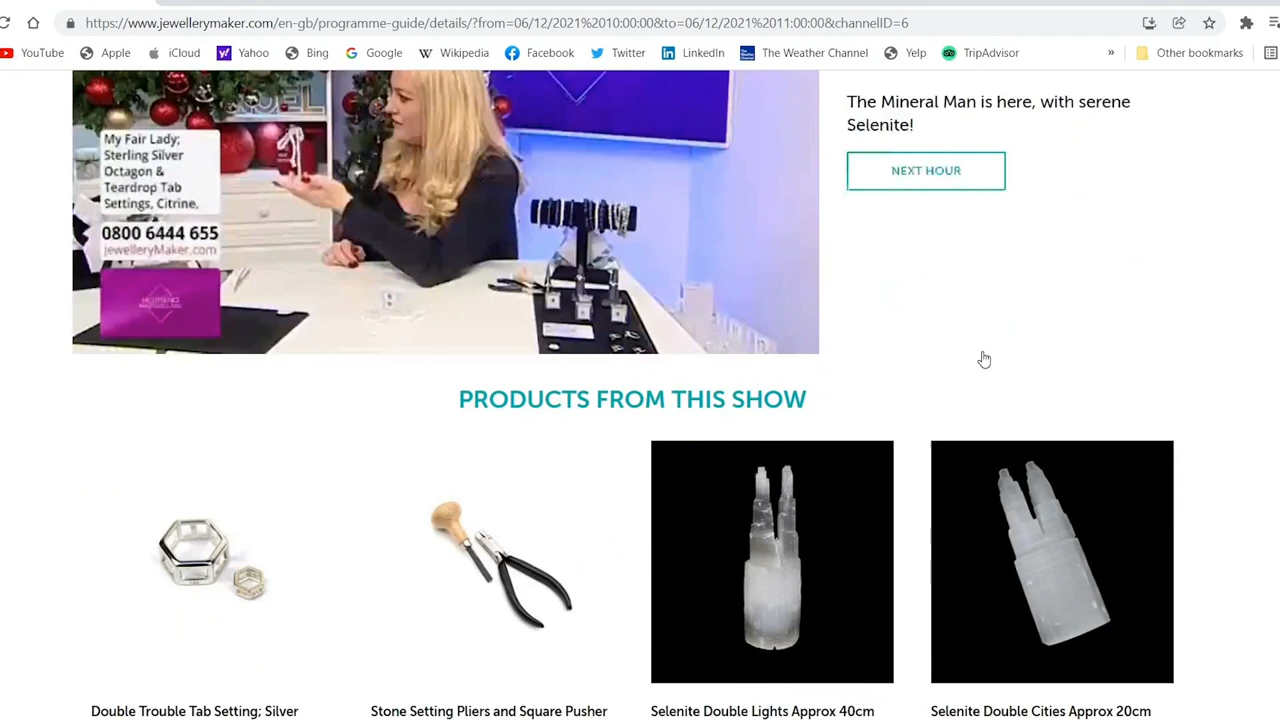 https://www.jewellerymaker.com/en-gb/programme-guide/details/?from=06/12/2021%2010:00:00&to=06/12/2021%2011:00:00&channelID=6
YouTube Apple iCloud Yahoo Bing Google Wikipedia Facebook Twitter LinkedIn The Weather Channel Yelp TripAdvisor » Other bookmarks
NOEL
My Fair Lady;
Sterling Silver
Octagon &
Teardrop Tab
Settings, Citrine,
0800 6444 655
jewelleryMaker.com
The Mineral Man is here, with serene
Selenite!
NEXT HOUR
PRODUCTS FROM THIS SHOW
Double Trouble Tab Setting; Silver
Stone Setting Pliers and Square Pusher
Selenite Double Lights Approx 40cm
Selenite Double Cities Approx 20cm